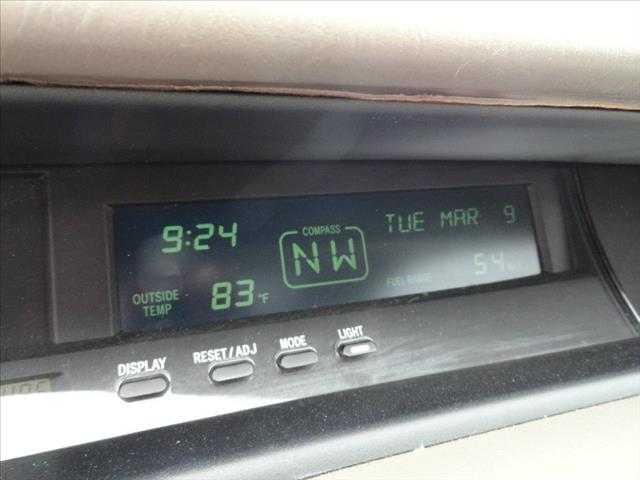 9:24
COMPASS
NW
TUE MAR 9
OUTSIDE
TEMP
83°F
FUEL RANGE
54
DISPLAY
RESET/ADJ
MODE
LIGHT